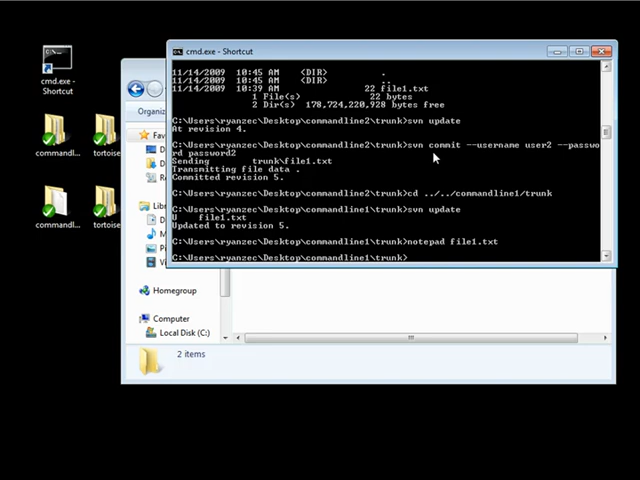 cmd.exe - Shortcut
11/14/2009  10:45 AM    <DIR>          .
11/14/2009  10:45 AM    <DIR>          ..
11/14/2009  10:39 AM                22 file1.txt
1 File(s)             22 bytes
2 Dir(s)  178,724,220,928 bytes free
C:\Users\ryanzec\Desktop\commandline2\trunk>svn update
At revision 4.
C:\Users\ryanzec\Desktop\commandline2\trunk>svn commit --username user2 --passwo
rd password2
Sending        trunk\file1.txt
Transmitting file data .
Committed revision 5.
C:\Users\ryanzec\Desktop\commandline2\trunk>cd ../../commandline1/trunk
C:\Users\ryanzec\Desktop\commandline1\trunk>svn update
U    file1.txt
Updated to revision 5.
C:\Users\ryanzec\Desktop\commandline1\trunk>notepad file1.txt
C:\Users\ryanzec\Desktop\commandline1\trunk>
cmd.exe -
Shortcut
commandl...
tortoise
commandl...
tortoise
Organiz
Libr
Homegroup
Computer
Local Disk (C:)
2 items